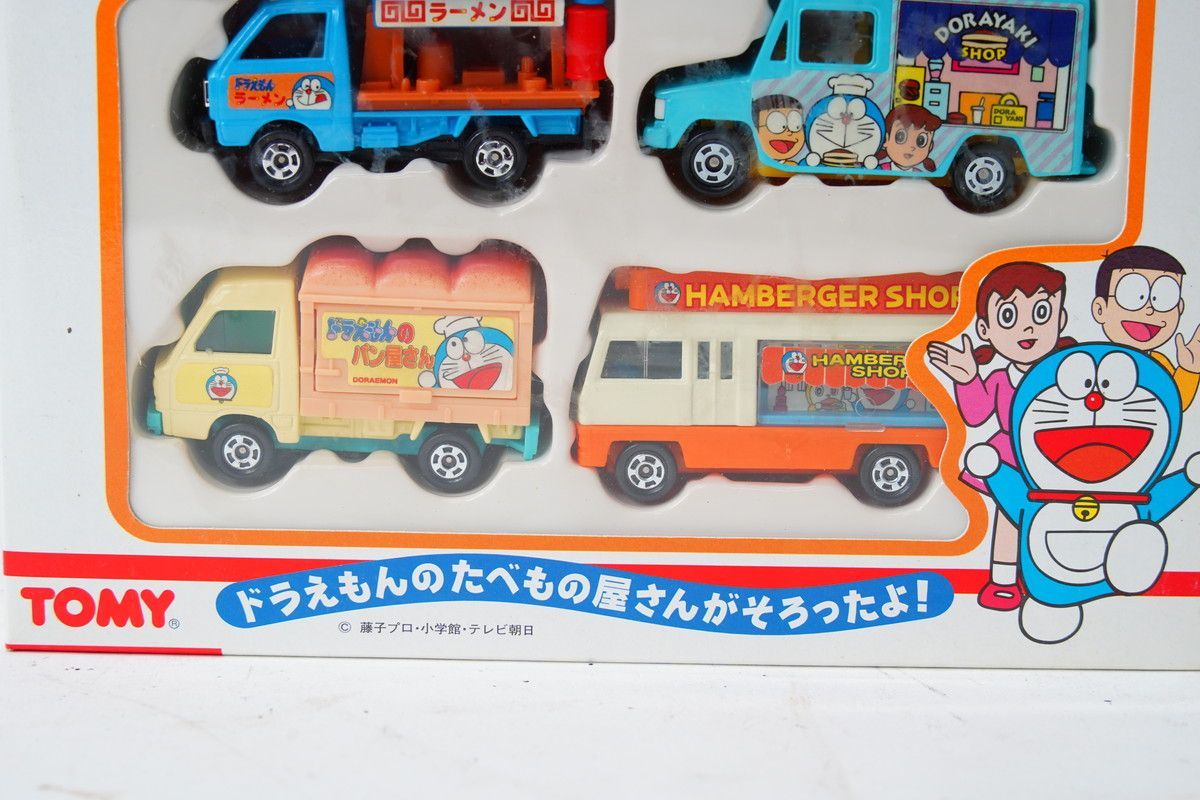 ラーメン
ドラえもん
ラーメン
DORAYAKI
SHOP
DORA
YAKI
ドラえもんの
パン屋さん
DORAEMON
HAMBERGER SHOP
HAMBER
SHOP
TOMY®
ドラえもんのたべもの屋さんがそろったよ!
© 藤子プロ・小学館・テレビ朝日